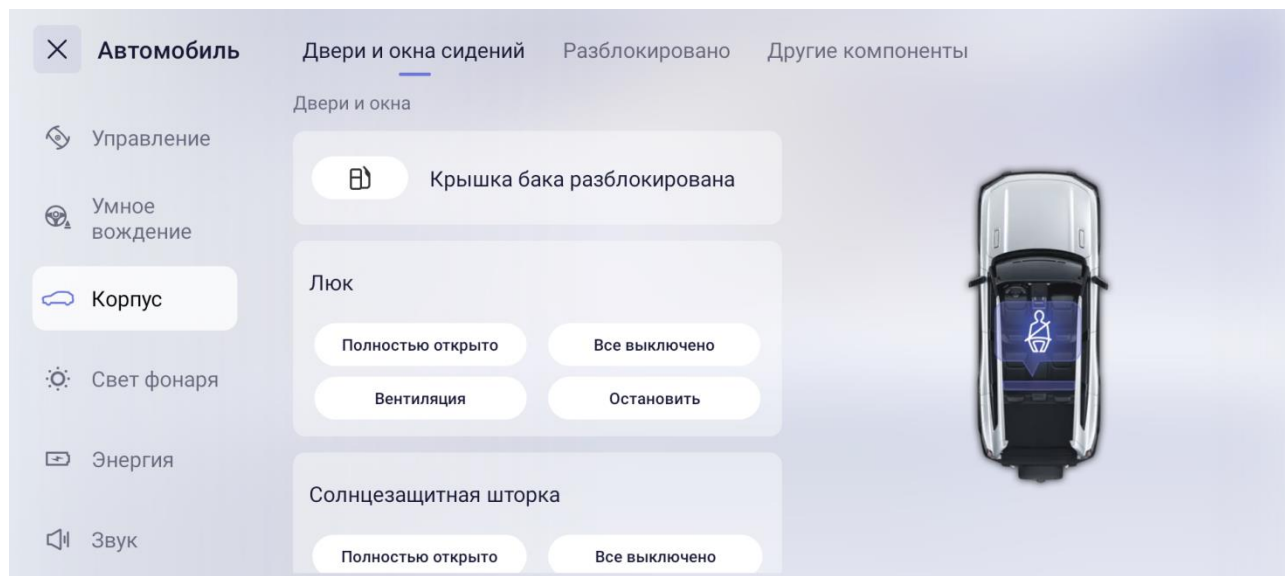 Автомобиль
Двери и окна сидений
Разблокировано
Другие компоненты
Управление
Умное
вождение
Корпус
Свет фонаря
Энергия
Звук
Двери и окна
Крышка бака разблокирована
Люк
Полностью открыто
Все выключено
Вентиляция
Остановить
Солнцезащитная шторка
Полностью открыто
Все выключено